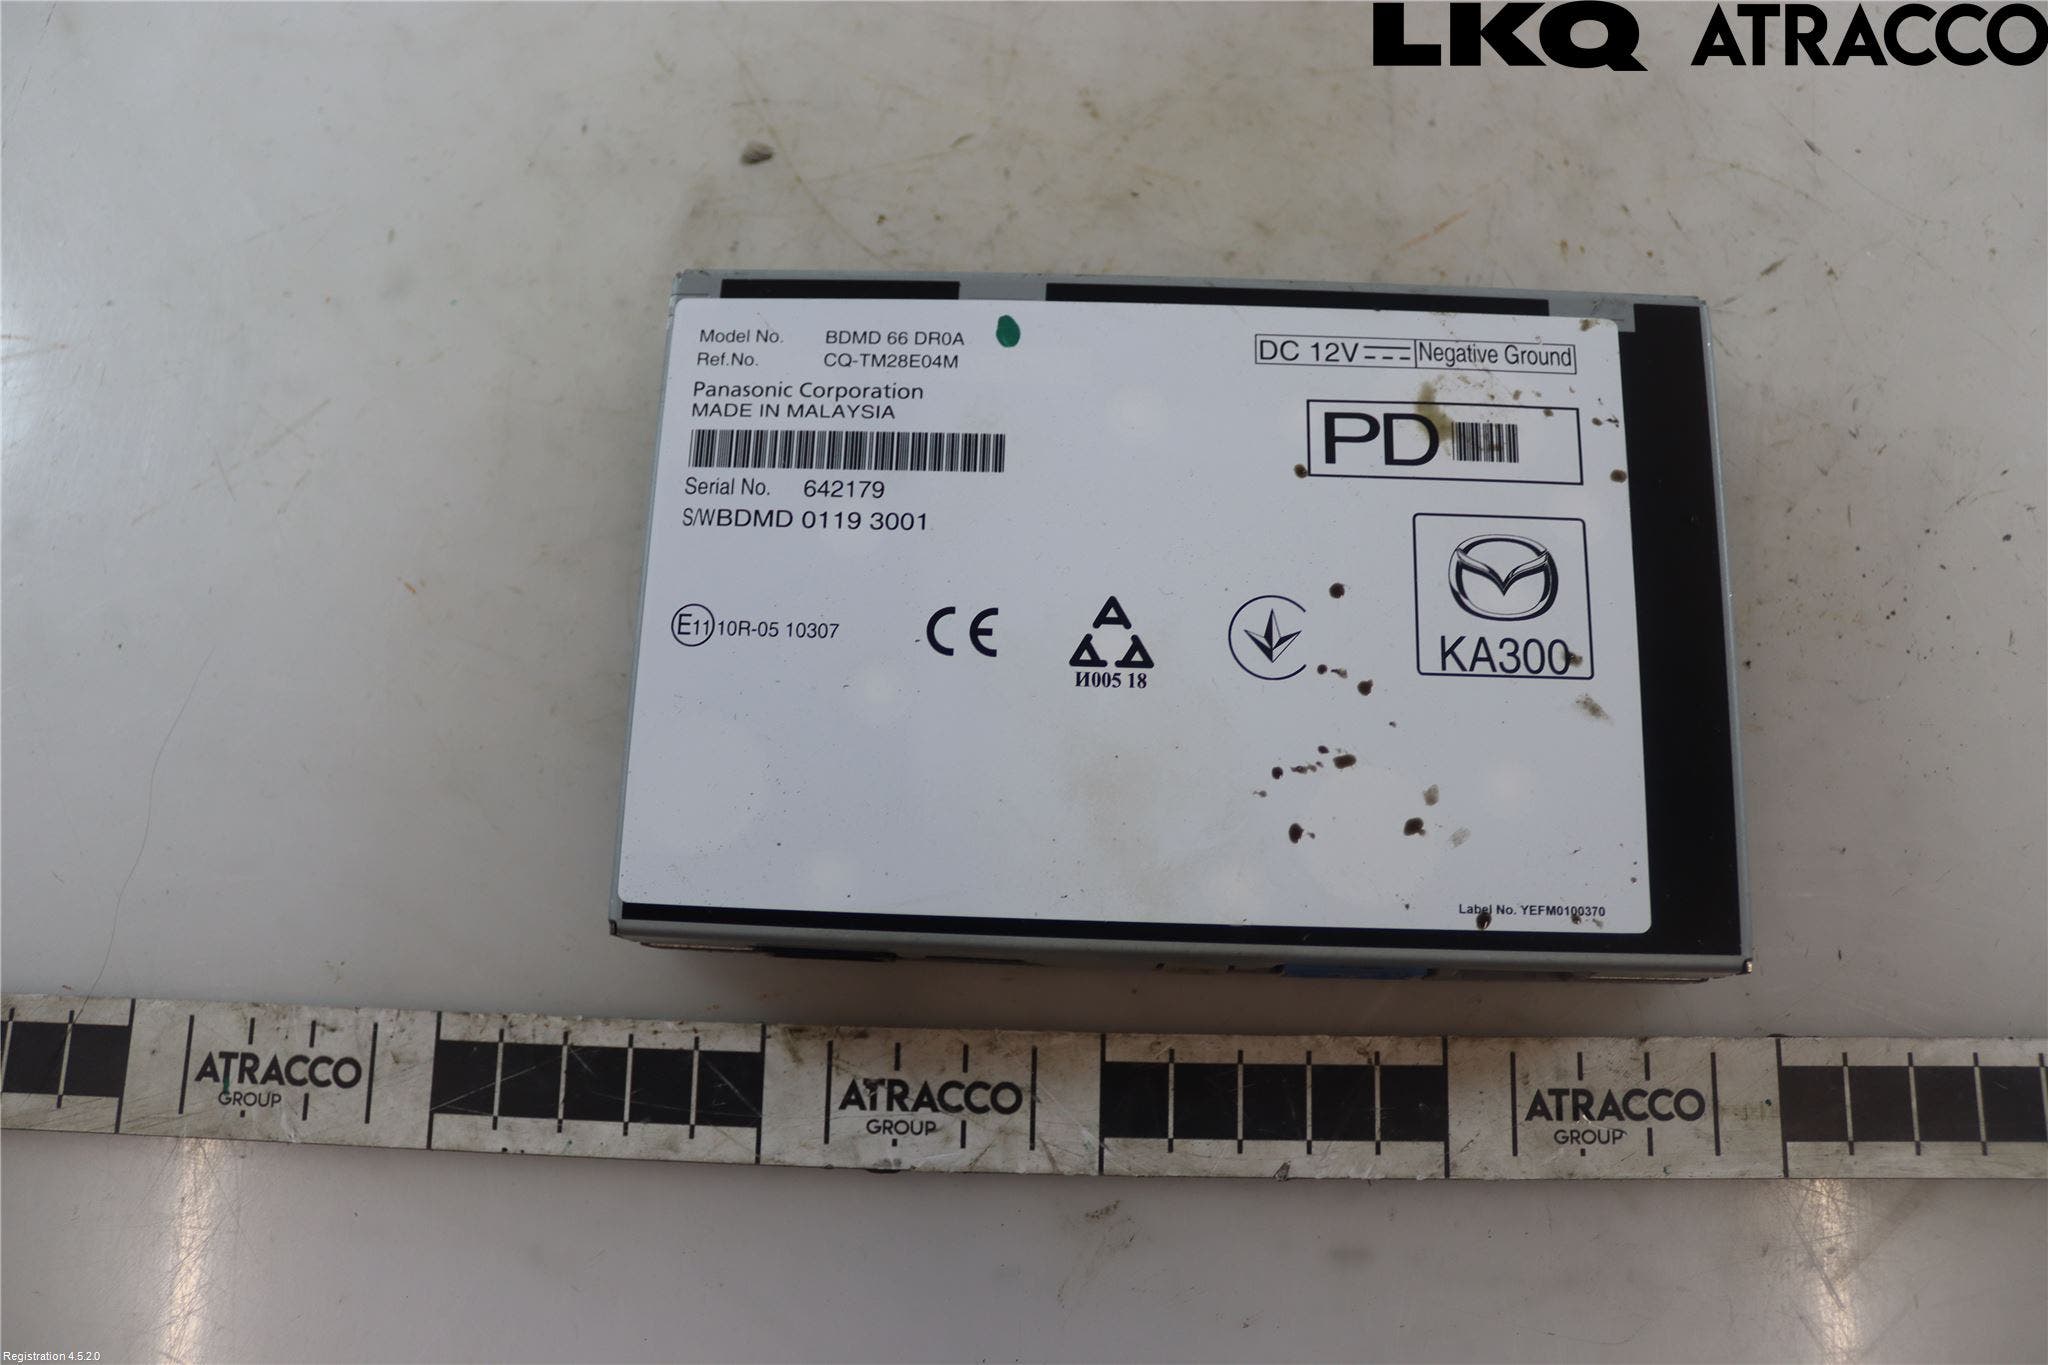 LKQ ATRACCO
Model No. BDMD 66 DR0A
Ref.No. CQ-TM28E04M
Panasonic Corporation
MADE IN MALAYSIA
Serial No. 642179
S/WBDMD 0119 3001
DC 12V Negative Ground
PD
KA300
E11 10R-05 10307
CE
И005 18
Label No. YEFM0100370
ATRACCO
GROUP
ATRACCO
GROUP
ATRACCO
GROUP
Registration 4.5.2.0